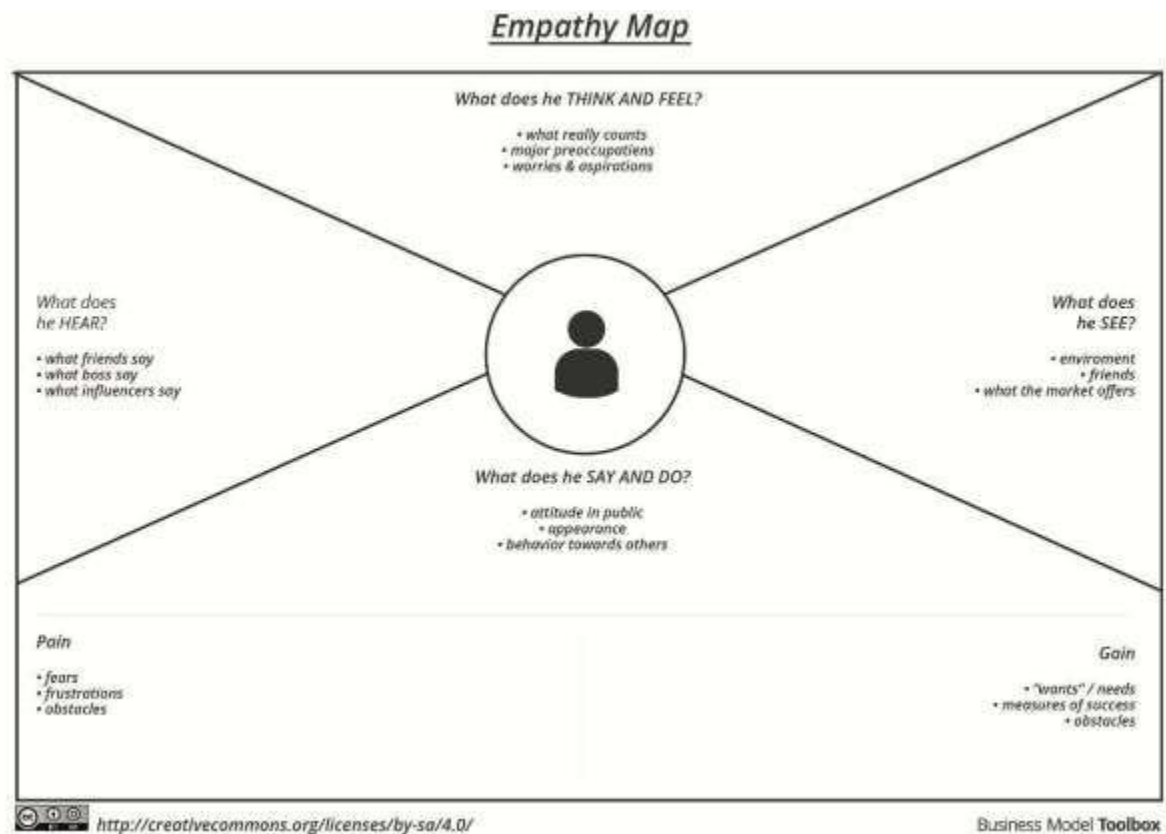 Empathy Map
What does he THINK AND FEEL?
• what really counts
• major preoccupatiens
• worries & aspirations
What does
he HEAR?
• what friends say
• what boss say
• what influencers say
What does
he SEE?
• enviroment
• friends
• what the market offers
What does he SAY AND DO?
• attitude in public
• appearance
• behavior towards others
Pain
• fears
• frustrations
• obstacles
Gain
• "wants" / needs
• measures of success
• obstacles
http://creativecommons.org/licenses/by-sa/4.0/
Business Model Toolbox